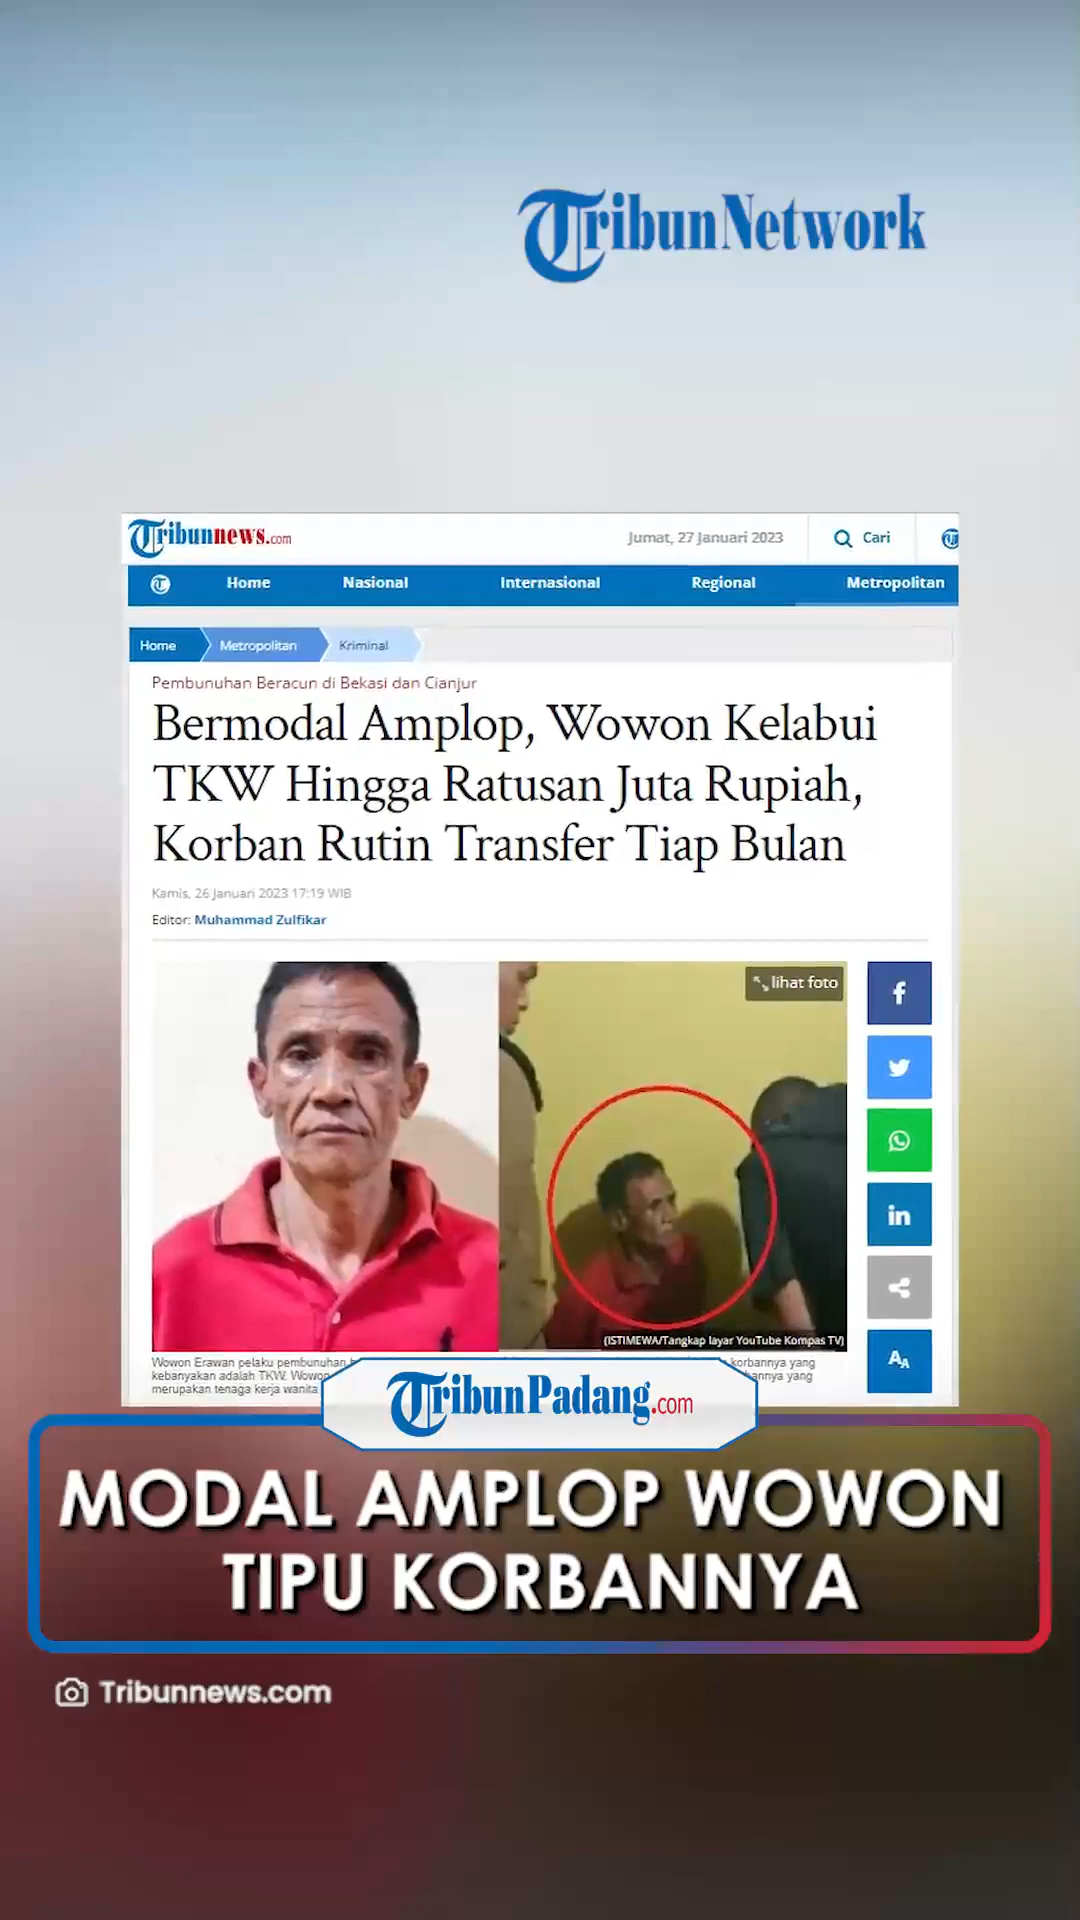 TribunNetwork
Tribunnews.com
Jumat, 27 Januari 2023
Cari
Home
Nasional
Internasional
Regional
Metropolitan
Home
Metropolitan
Kriminal
Pembunuhan Beracun di Bekasi dan Cianjur
Bermodal Amplop, Wowon Kelabui
TKW Hingga Ratusan Juta Rupiah,
Korban Rutin Transfer Tiap Bulan
Kamis, 26 Januari 2023 17:19 WIB
Editor: Muhammad Zulfikar
lihat foto
(ISTIMEWA/Tangkap layar YouTube Kompas TV)
Wowon Erawan pelaku pembunuhan
korbannya yang
kebanyakan adalah TKW. Wowon
yang
merupakan tenaga kerja wanita
TribunPadang.com
MODAL AMPLOP WOWON
TIPU KORBANNYA
Tribunnews.com